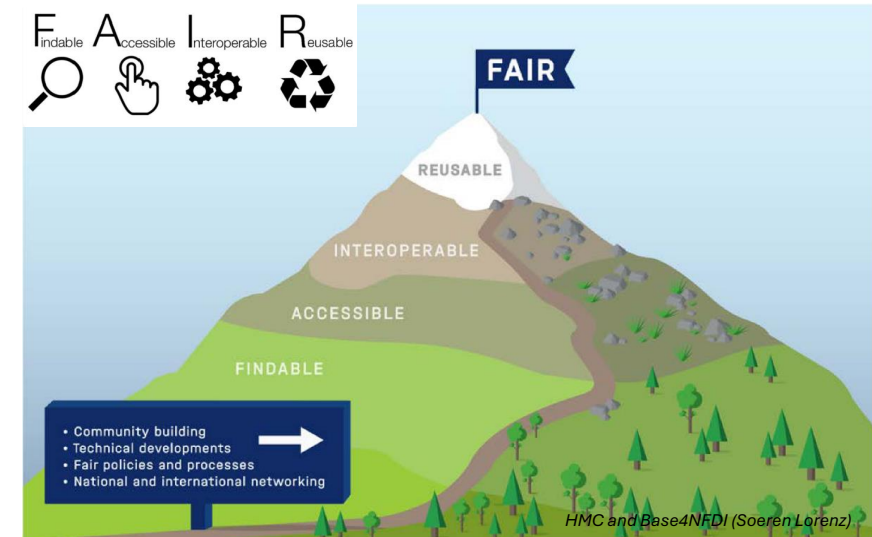 Findable Accessible Interoperable Reusable
FAIR
REUSABLE
INTEROPERABLE
ACCESSIBLE
FINDABLE
• Community building
• Technical developments
• Fair policies and processes
• National and international networking
HMC and Base4NFDI (Soeren Lorenz)